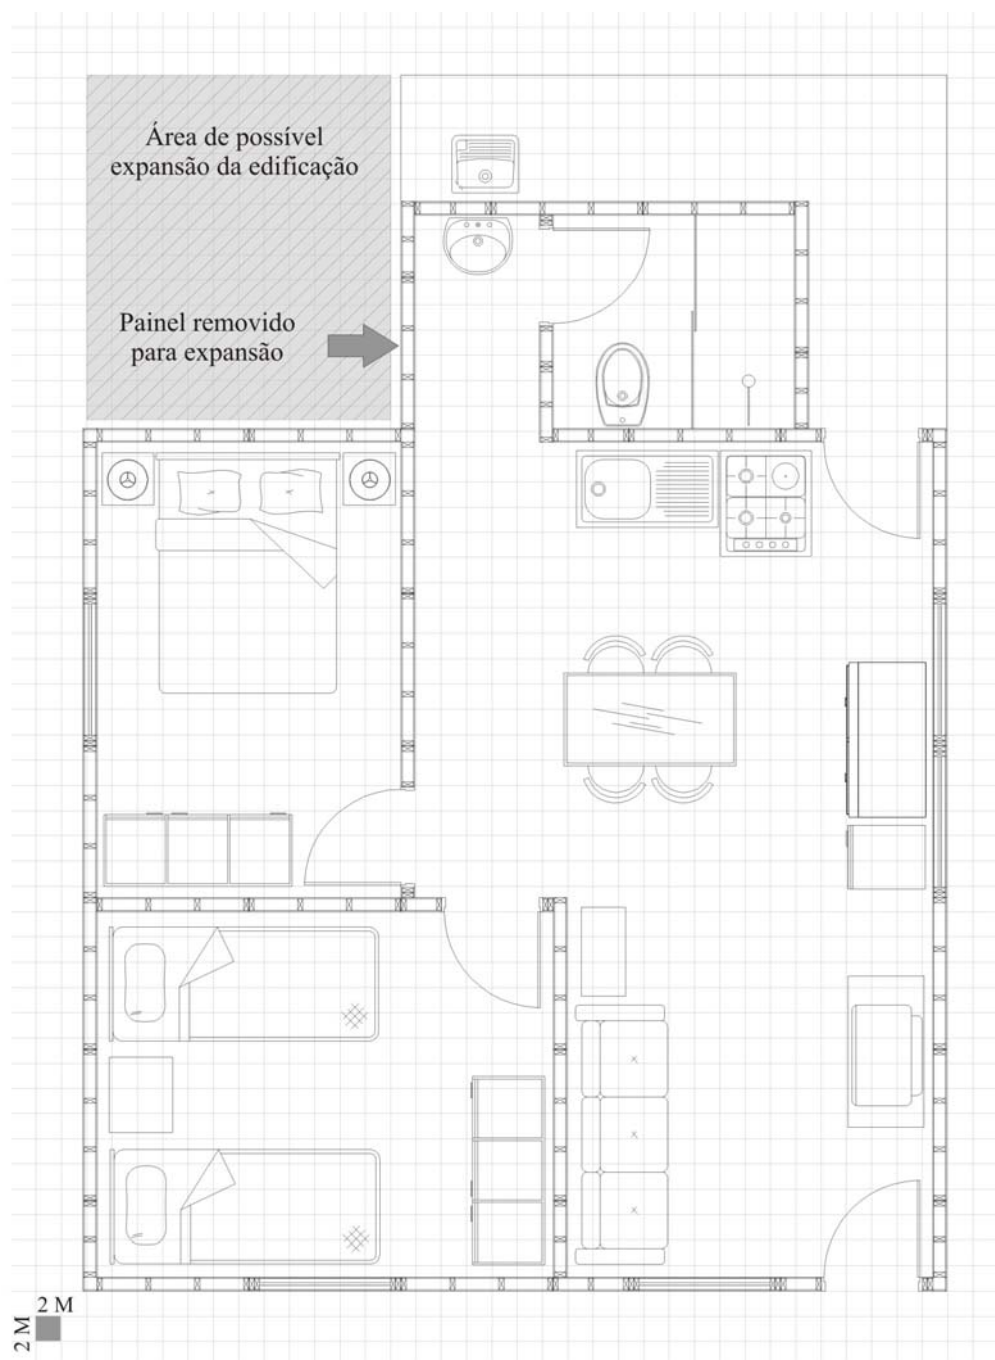 Área de possível
expansão da edificação
Painel removido
para expansão
2 M
2 M